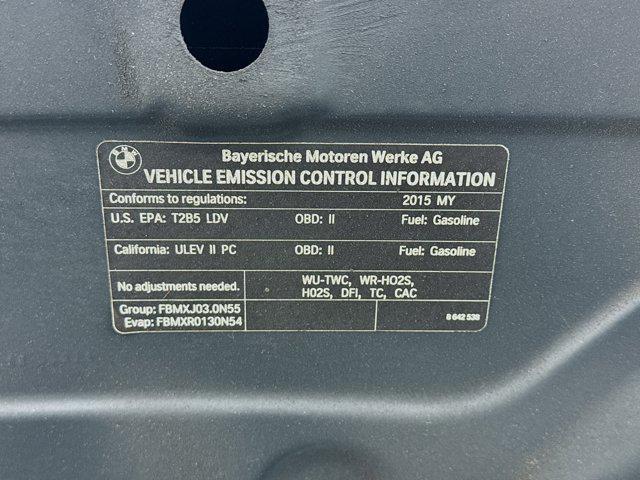 BMW
Bayerische Motoren Werke AG
VEHICLE EMISSION CONTROL INFORMATION
Conforms to regulations: 2015 MY
U.S. EPA: T2B5 LDV OBD: II Fuel: Gasoline
California: ULEV II PC OBD: II Fuel: Gasoline
No adjustments needed.
WU-TWC, WR-HO2S,
HO2S, DFI, TC, CAC
Group: FBMXJ03.0N55
Evap: FBMXR0130N54
8 642 538